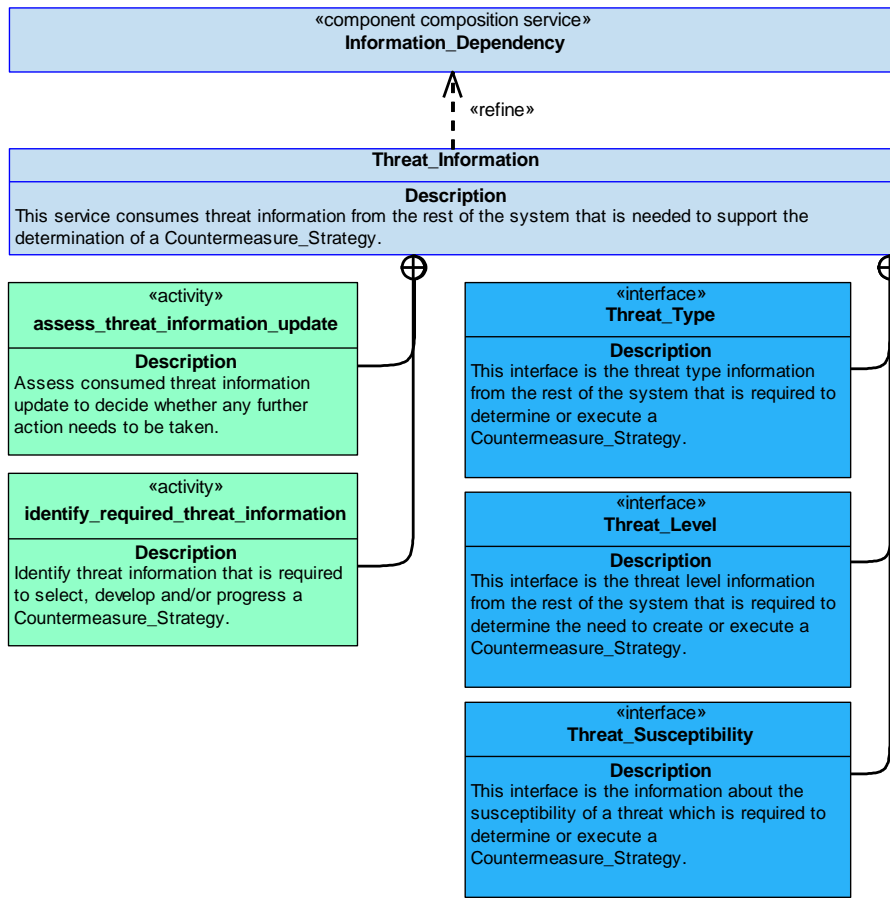 «component composition service»
Information_Dependency
«refine»
Threat_Information
Description
This service consumes threat information from the rest of the system that is needed to support the
determination of a Countermeasure_Strategy.
«activity»
assess_threat_information_update
Description
Assess consumed threat information
update to decide whether any further
action needs to be taken.
«activity»
identify_required_threat_information
Description
Identify threat information that is required
to select, develop and/or progress a
Countermeasure_Strategy.
«interface»
Threat_Type
Description
This interface is the threat type information
from the rest of the system that is required to
determine or execute a
Countermeasure_Strategy.
«interface»
Threat_Level
Description
This interface is the threat level information
from the rest of the system that is required to
determine the need to create or execute a
Countermeasure_Strategy.
«interface»
Threat_Susceptibility
Description
This interface is the information about the
susceptibility of a threat which is required to
determine or execute a
Countermeasure_Strategy.